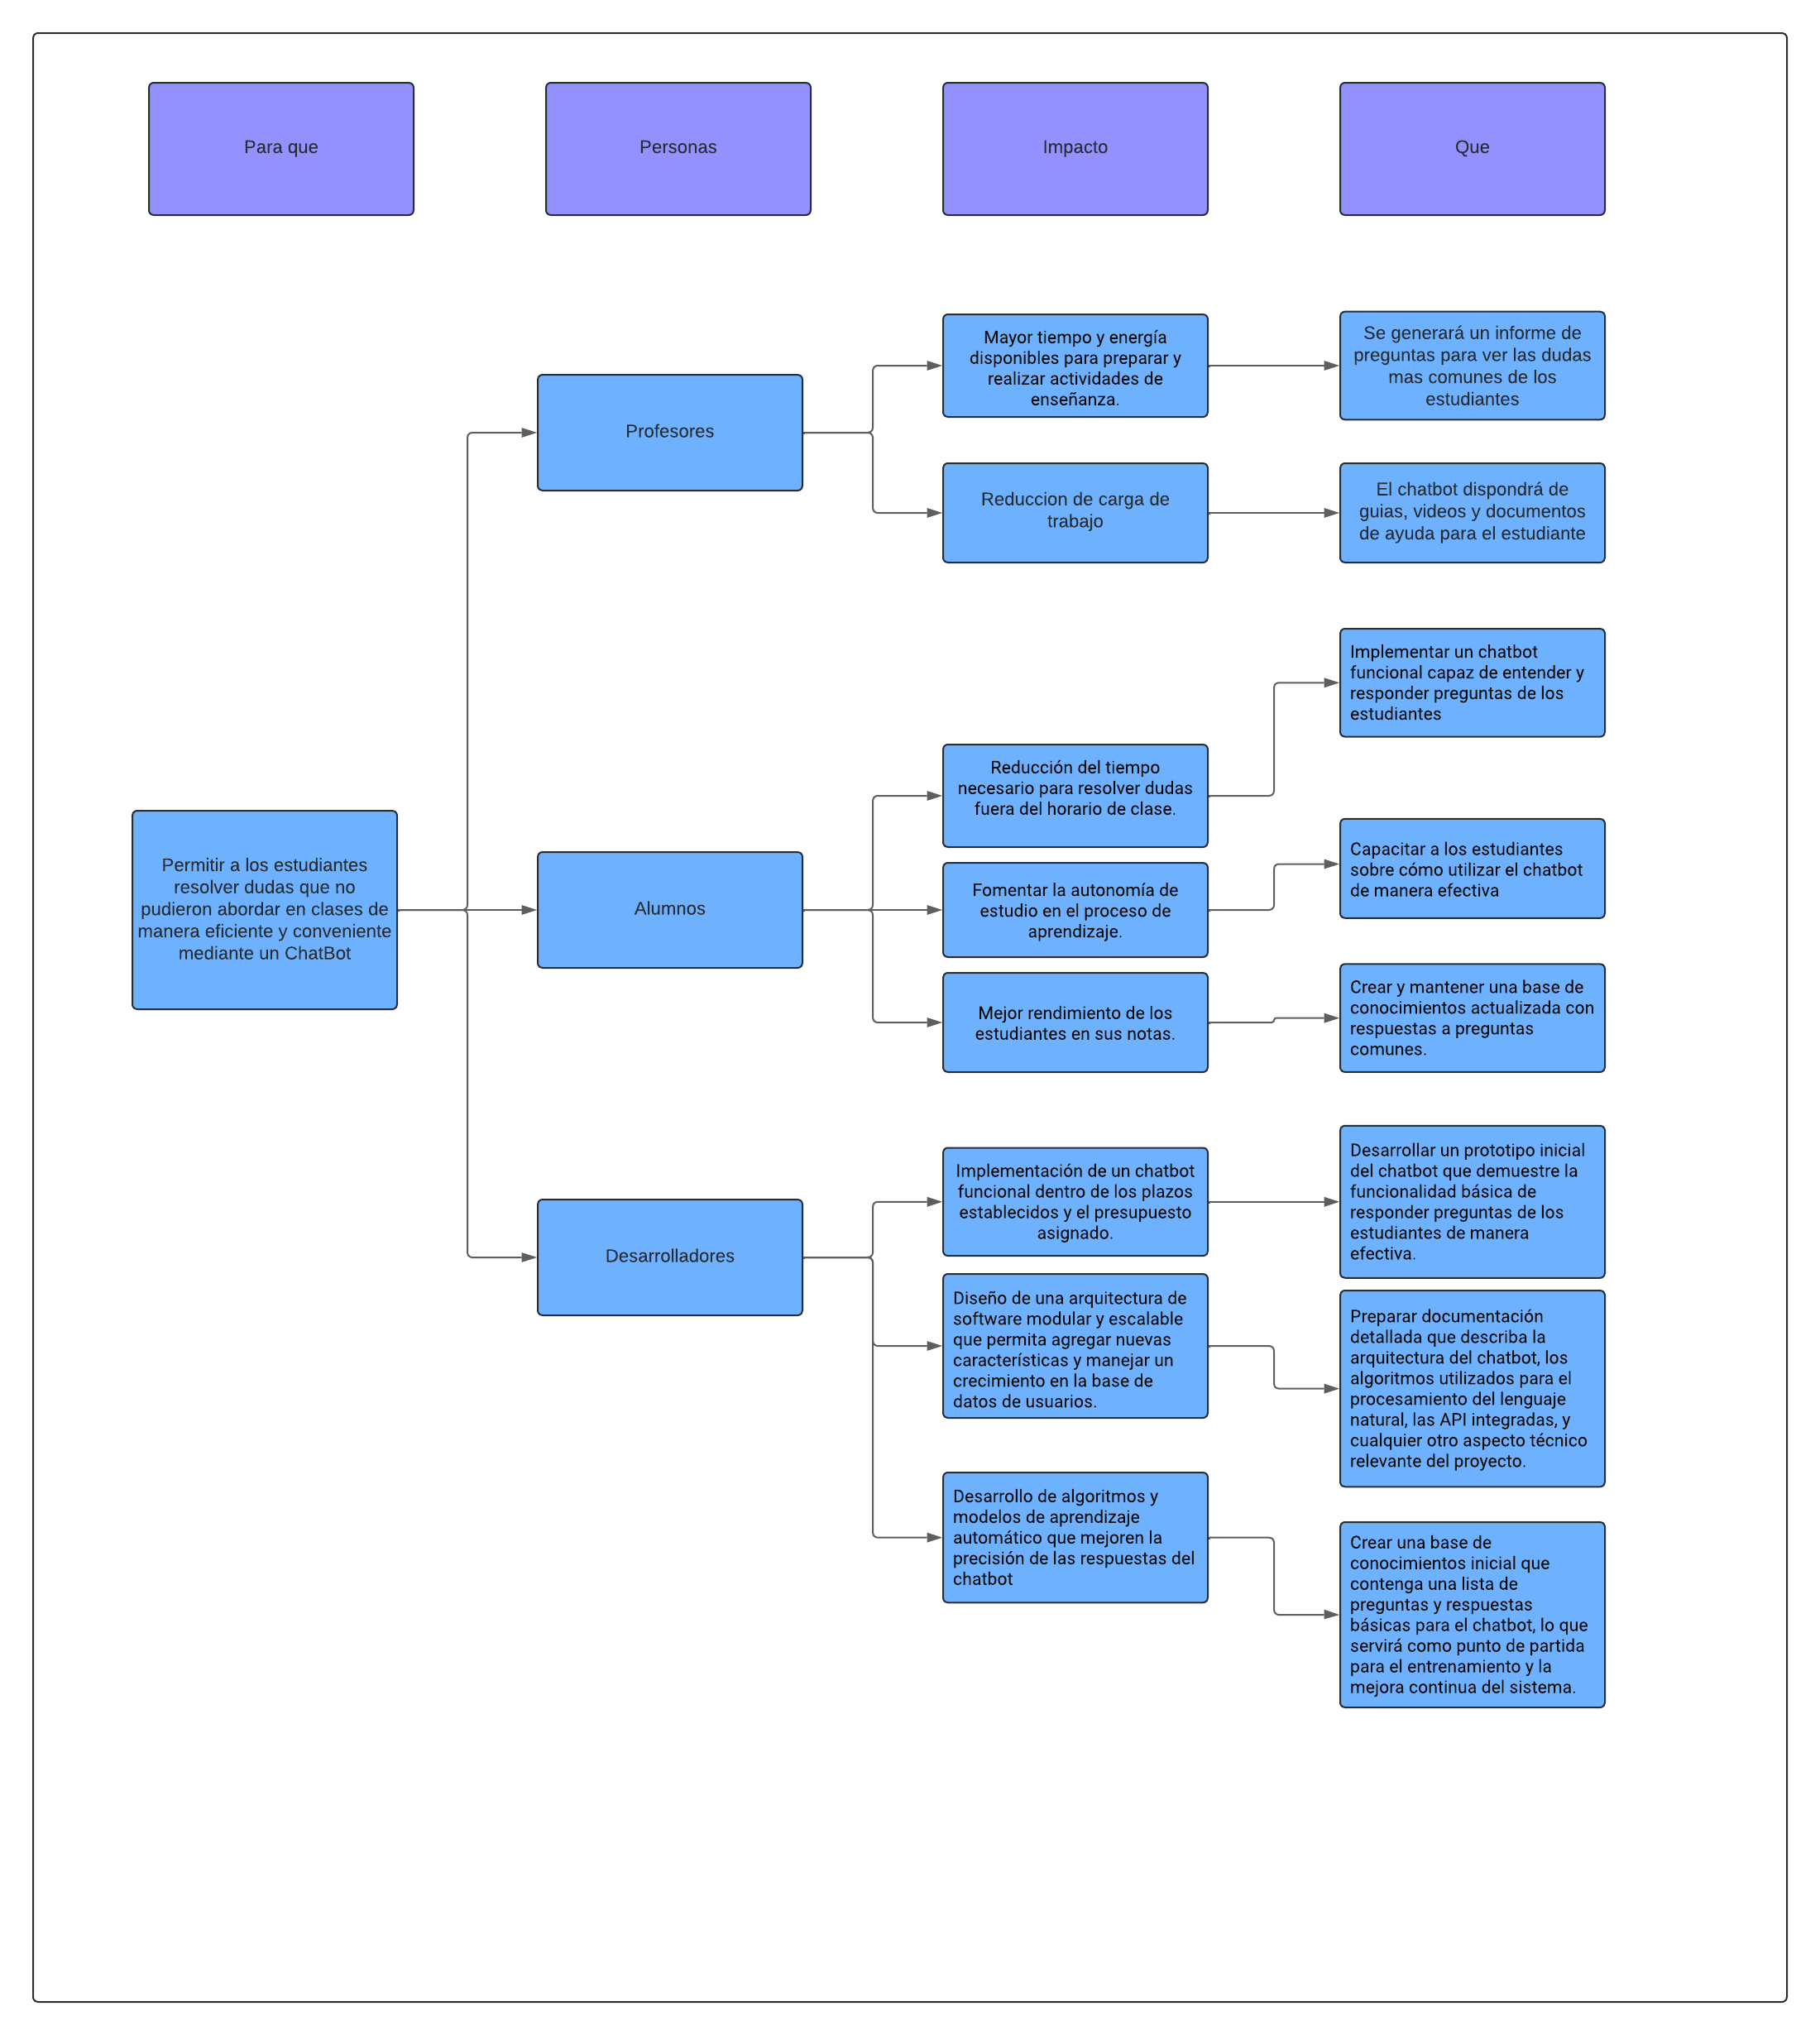 Para que
Personas
Impacto
Que
Permitir a los estudiantes
resolver dudas que no
pudieron abordar en clases de
manera eficiente y conveniente
mediante un ChatBot
Profesores
Mayor tiempo y energía
disponibles para preparar y
realizar actividades de
enseñanza.
Se generará un informe de
preguntas para ver las dudas
mas comunes de los
estudiantes
Reduccion de carga de
trabajo
El chatbot dispondrá de
guias, videos y documentos
de ayuda para el estudiante
Alumnos
Reducción del tiempo
necesario para resolver dudas
fuera del horario de clase.
Implementar un chatbot
funcional capaz de entender y
responder preguntas de los
estudiantes
Fomentar la autonomía de
estudio en el proceso de
aprendizaje.
Capacitar a los estudiantes
sobre cómo utilizar el chatbot
de manera efectiva
Mejor rendimiento de los
estudiantes en sus notas.
Crear y mantener una base de
conocimientos actualizada con
respuestas a preguntas
comunes.
Desarrolladores
Implementación de un chatbot
funcional dentro de los plazos
establecidos y el presupuesto
asignado.
Desarrollar un prototipo inicial
del chatbot que demuestre la
funcionalidad básica de
responder preguntas de los
estudiantes de manera
efectiva.
Diseño de una arquitectura de
software modular y escalable
que permita agregar nuevas
características y manejar un
crecimiento en la base de
datos de usuarios.
Preparar documentación
detallada que describa la
arquitectura del chatbot, los
algoritmos utilizados para el
procesamiento del lenguaje
natural, las API integradas, y
cualquier otro aspecto técnico
relevante del proyecto.
Desarrollo de algoritmos y
modelos de aprendizaje
automático que mejoren la
precisión de las respuestas del
chatbot
Crear una base de
conocimientos inicial que
contenga una lista de
preguntas y respuestas
básicas para el chatbot, lo que
servirá como punto de partida
para el entrenamiento y la
mejora continua del sistema.